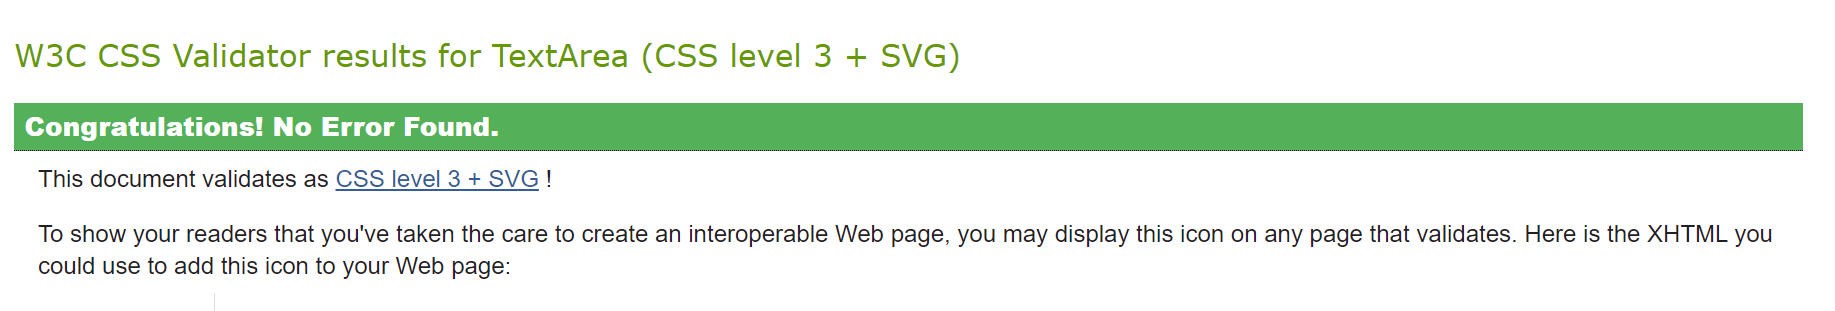 W3C CSS Validator results for TextArea (CSS level 3 + SVG)
Congratulations! No Error Found.
This document validates as CSS level 3 + SVG !
To show your readers that you've taken the care to create an interoperable Web page, you may display this icon on any page that validates. Here is the XHTML you
could use to add this icon to your Web page: